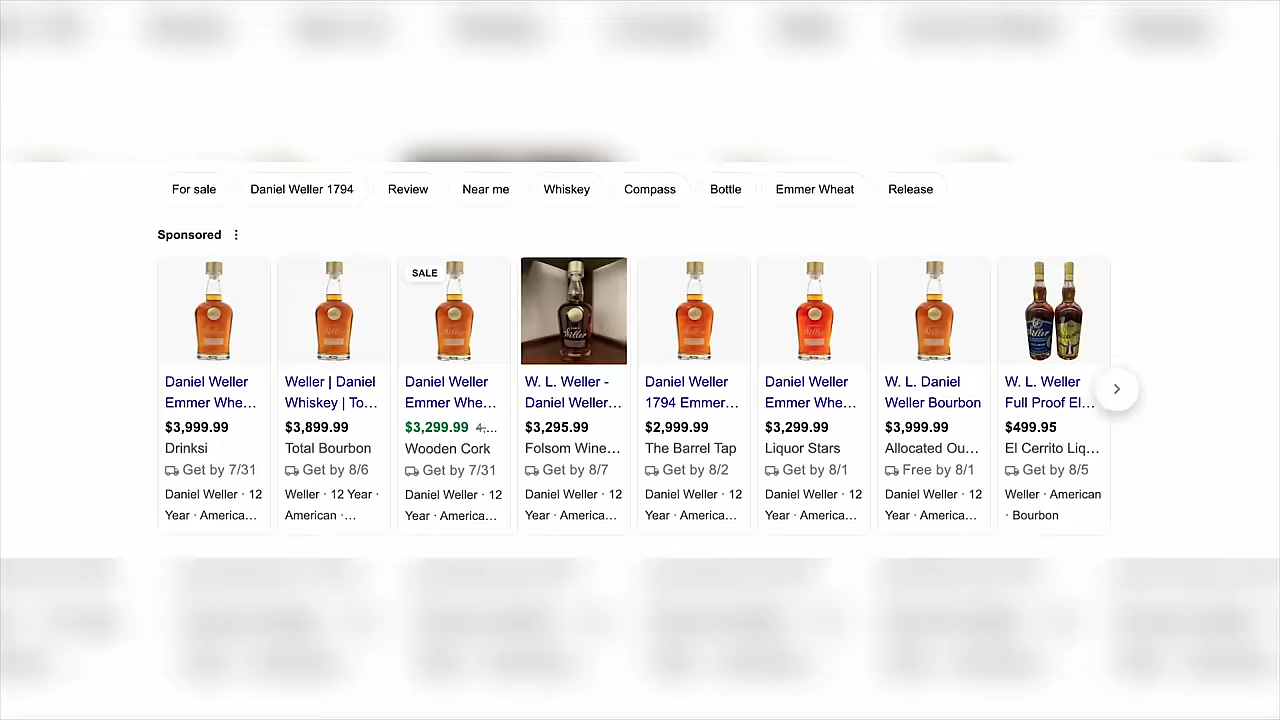 For sale
Daniel Weller 1794
Review
Near me
Whiskey
Compass
Bottle
Emmer Wheat
Release
Sponsored
SALE
Daniel Weller
Emmer Whe...
$3,999.99
Drinksi
Get by 7/31
Daniel Weller · 12
Year · America...
Weller | Daniel
Whiskey | To...
$3,899.99
Total Bourbon
Get by 8/6
Weller · 12 Year ·
American ·...
Daniel Weller
Emmer Whe...
$3,299.99 4,...
Wooden Cork
Get by 7/31
Daniel Weller · 12
Year · America...
Weller
W. L. Weller -
Daniel Weller...
$3,295.99
Folsom Wine...
Get by 8/7
Daniel Weller · 12
Year · America...
Daniel Weller
1794 Emmer...
$2,999.99
The Barrel Tap
Get by 8/2
Daniel Weller · 12
Year · America...
Daniel Weller
Emmer Whe...
$3,299.99
Liquor Stars
Get by 8/1
Daniel Weller · 12
Year · America...
W. L. Daniel
Weller Bourbon
$3,999.99
Allocated Ou...
Free by 8/1
Daniel Weller · 12
Year · America...
Weller
W. L. Weller
Full Proof El...
$499.95
El Cerrito Liq...
Get by 8/5
Weller · American
· Bourbon